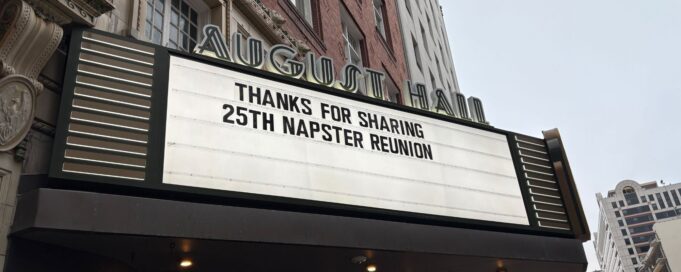 AUGUST HALL
THANKS FOR SHARING
25TH NAPSTER REUNION